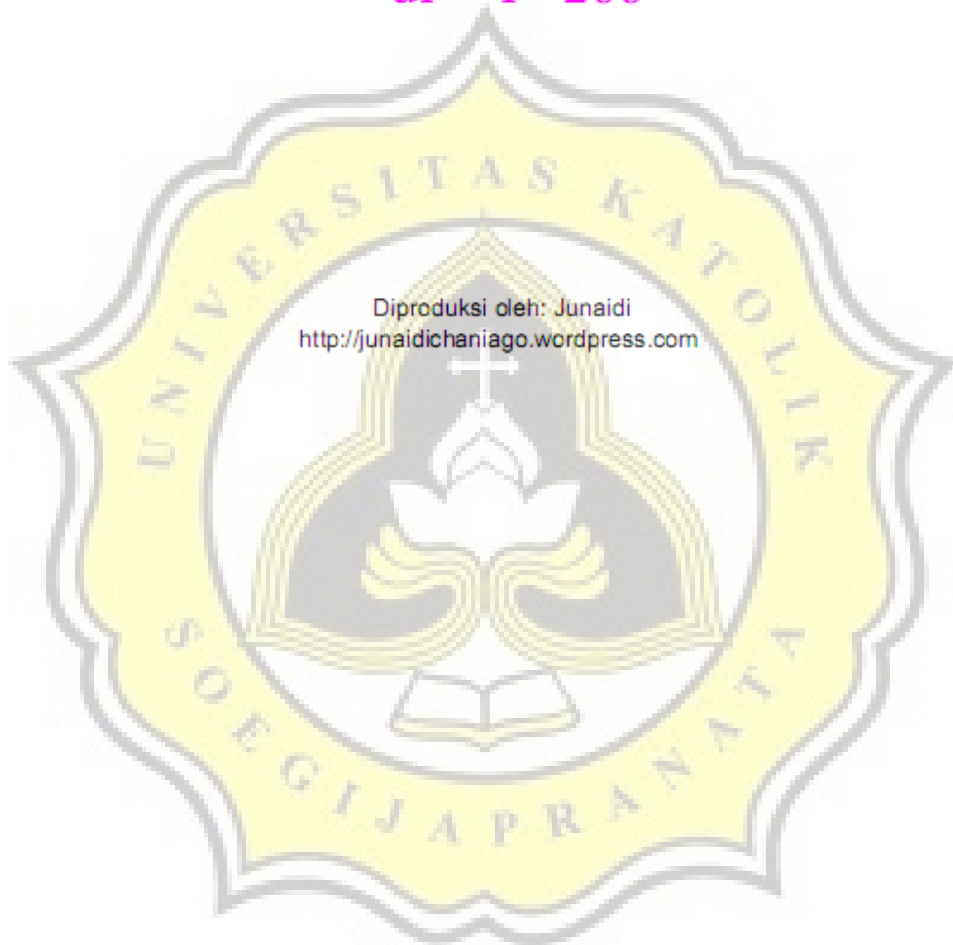 Diproduksi oleh: Junaidi
http://junaidichaniago.wordpress.com
UNIVERSITAS KATOLIK
SOEGIJAPRANATA